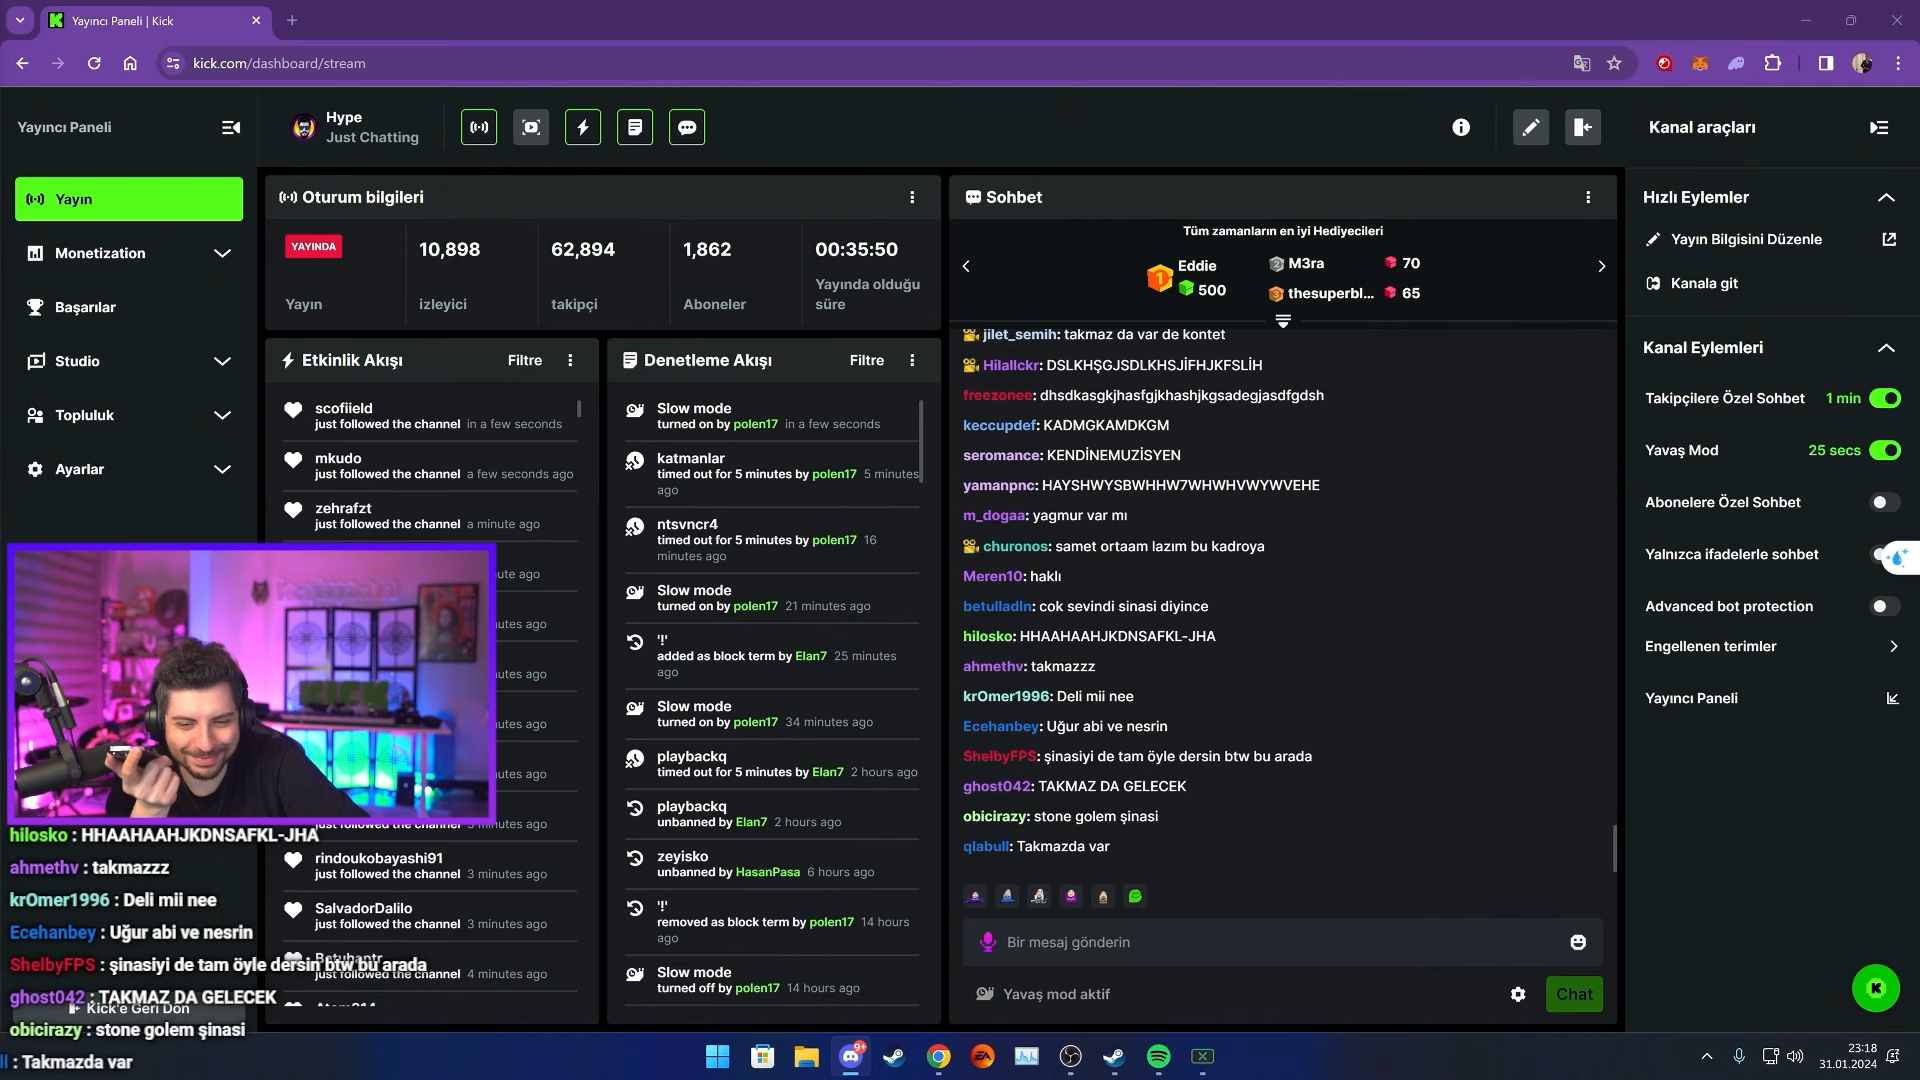 Yayıncı Paneli | Kick
kick.com/dashboard/stream
Yayıncı Paneli
Hype
Just Chatting
Kanal araçları
Yayın
Monetization
Başarılar
Studio
Topluluk
Ayarlar
Oturum bilgileri
YAYINDA
10,898
62,894
1,862
00:35:50
Yayın
izleyici
takipçi
Aboneler
Yayında olduğu
süre
Etkinlik Akışı
Filtre
scofiield
just followed the channel in a few seconds
mkudo
just followed the channel a few seconds ago
zehrafzt
just followed the channel a minute ago
rindoukobayashi91
just followed the channel 3 minutes ago
SalvadorDalilo
just followed the channel 3 minutes ago
just followed the channel 4 minutes ago
Denetleme Akışı
Filtre
Slow mode
turned on by polen17 in a few seconds
katmanlar
timed out for 5 minutes by polen17 5 minutes
ago
ntsvncr4
timed out for 5 minutes by polen17 16
minutes ago
Slow mode
turned on by polen17 21 minutes ago
'!'
added as block term by Elan7 25 minutes
ago
Slow mode
turned on by polen17 34 minutes ago
playbackq
timed out for 5 minutes by Elan7 2 hours ago
playbackq
unbanned by Elan7 2 hours ago
zeyisko
unbanned by HasanPasa 6 hours ago
'!'
removed as block term by polen17 14 hours
ago
Slow mode
turned off by polen17 14 hours ago
Sohbet
Tüm zamanların en iyi Hediyecileri
1 Eddie
500
2 M3ra 70
3 thesuperbl... 65
jilet_semih: takmaz da var de kontet
Hilallckr: DSLKHŞGJSDLKHSJİFHJKFSLİH
freezonee: dhsdkasgkjhasfgjkhashjkgsadegjasdfgdsh
keccupdef: KADMGKAMDKGM
seromance: KENDİNEMUZİSYEN
yamanpnc: HAYSHWYSBWHHW7WHWHVWYWVEHE
m_dogaa: yagmur var mı
churonos: samet ortaam lazım bu kadroya
Meren10: haklı
betulladln: cok sevindi sinasi diyince
hilosko: HHAAHAAHJKDNSAFKL-JHA
ahmethv: takmazzz
krOmer1996: Deli mii nee
Ecehanbey: Uğur abi ve nesrin
ShelbyFPS: şinasiyi de tam öyle dersin btw bu arada
ghost042: TAKMAZ DA GELECEK
obicirazy: stone golem şinasi
qlabull: Takmazda var
Bir mesaj gönderin
Yavaş mod aktif
Chat
Hızlı Eylemler
Yayın Bilgisini Düzenle
Kanala git
Kanal Eylemleri
Takipçilere Özel Sohbet 1 min
Yavaş Mod 25 secs
Abonelere Özel Sohbet
Yalnızca ifadelerle sohbet
Advanced bot protection
Engellenen terimler
Yayıncı Paneli
hilosko : HHAAHAAHJKDNSAFKL-JHA
ahmethv : takmazzz
krOmer1996 : Deli mii nee
Ecehanbey : Uğur abi ve nesrin
ShelbyFPS : şinasiyi de tam öyle dersin btw bu arada
ghost042 : TAKMAZ DA GELECEK
Kick'e Geri Dön
obicirazy : stone golem şinasi
ll : Takmazda var
9+
23:18
31.01.2024